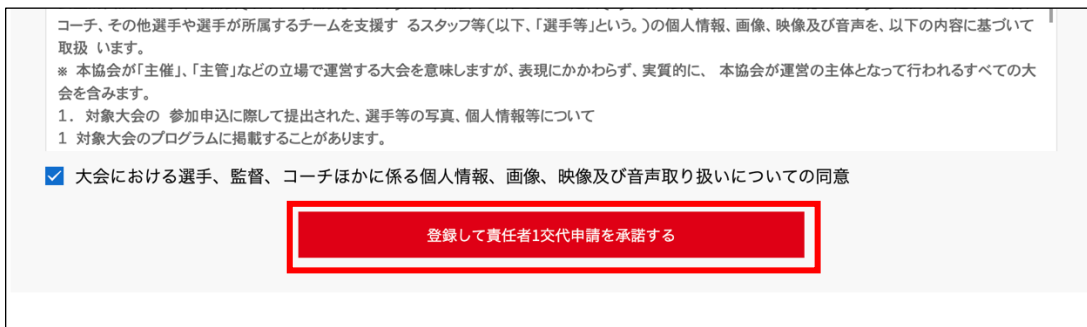 コーチ、その他選手や選手が所属するチームを支援す るスタッフ等(以下、「選手等」という。)の個人情報、画像、映像及び音声を、以下の内容に基づいて
取扱 います。
※ 本協会が「主催」、「主管」などの立場で運営する大会を意味しますが、表現にかかわらず、実質的に、 本協会が運営の主体となって行われるすべての大
会を含みます。
1. 対象大会の 参加申込に際して提出された、選手等の写真、個人情報等について
1 対象大会のプログラムに掲載することがあります。
大会における選手、監督、コーチほかに係る個人情報、画像、映像及び音声取り扱いについての同意
登録して責任者1交代申請を承諾する